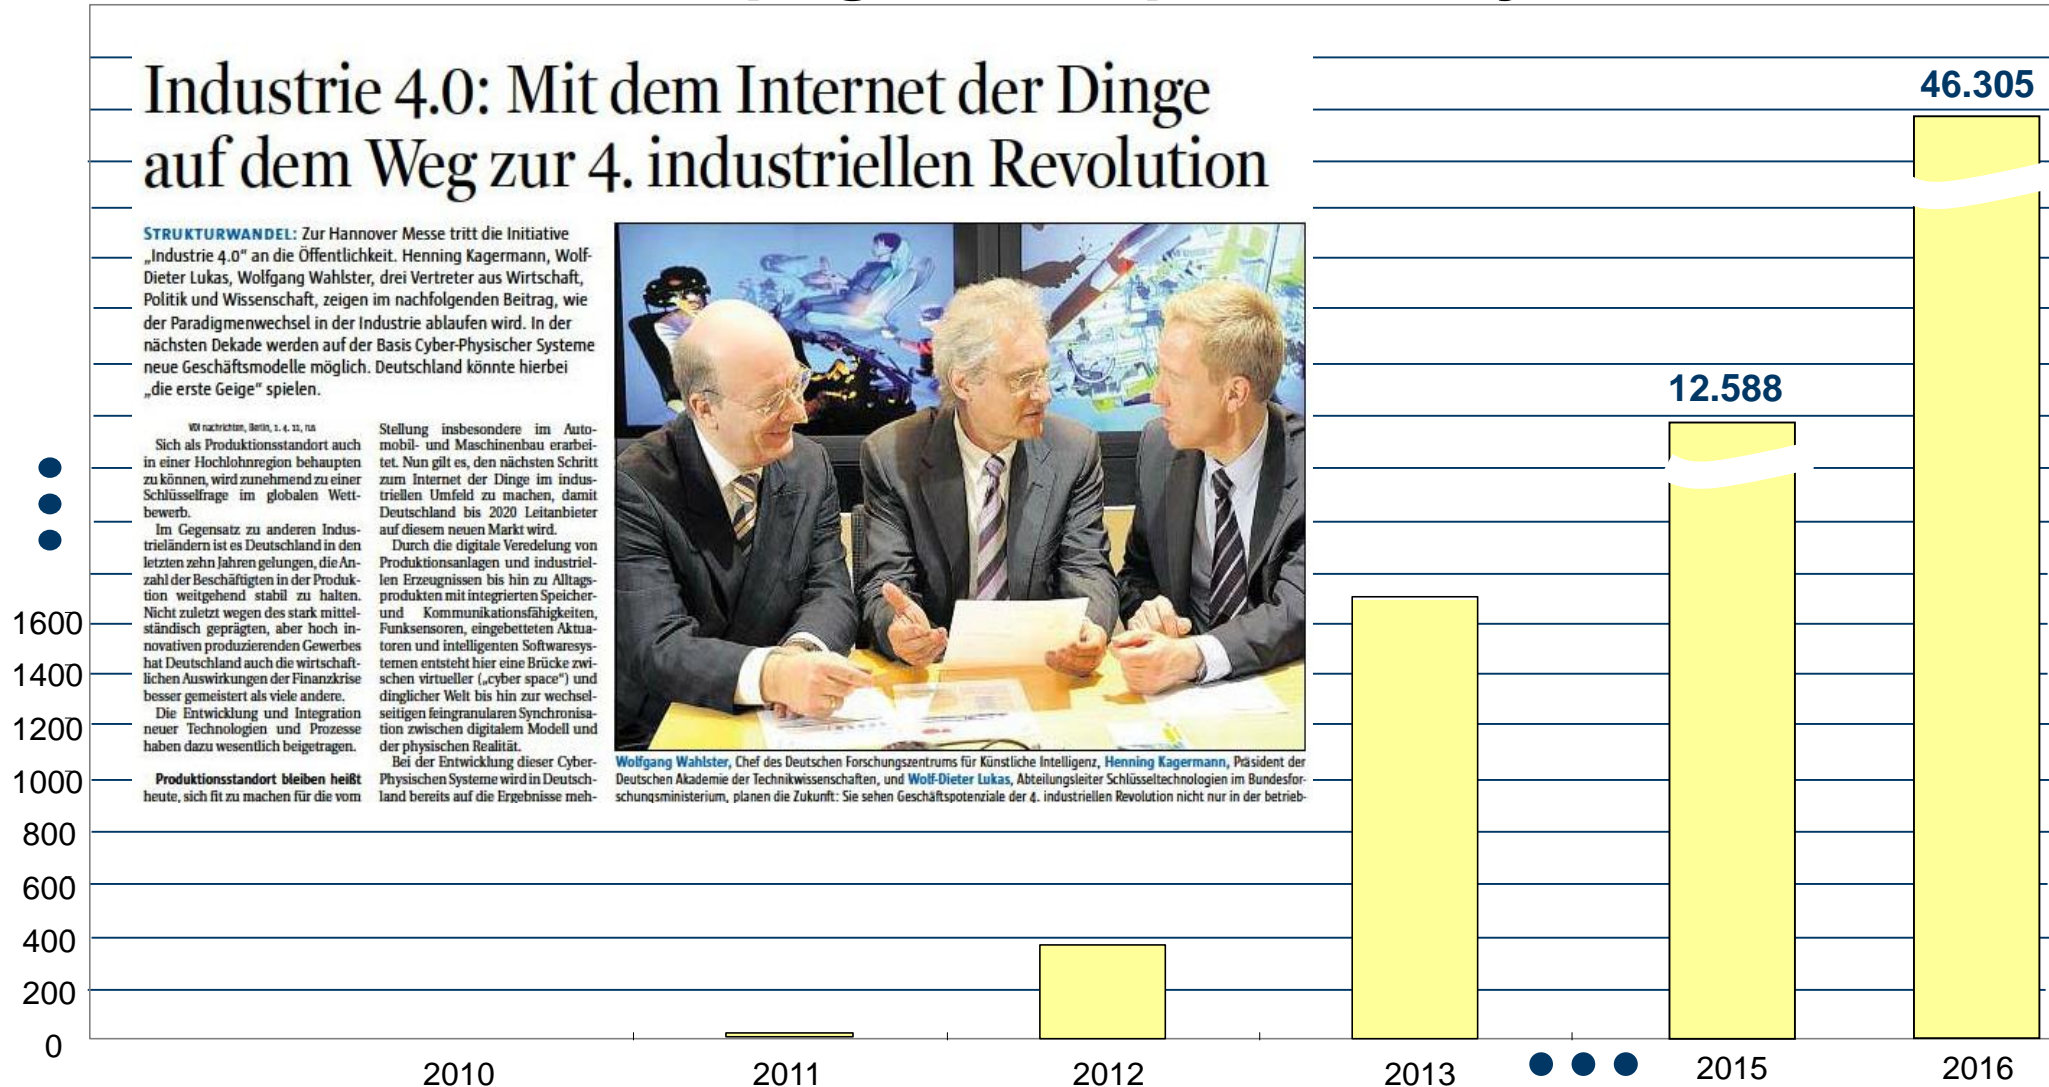 Industrie 4.0: Mit dem Internet der Dinge
auf dem Weg zur 4. industriellen Revolution
STRUKTURWANDEL: Zur Hannover Messe tritt die Initiative
„Industrie 4.0“ an die Öffentlichkeit. Henning Kagermann, Wolf-
Dieter Lukas, Wolfgang Wahlster, drei Vertreter aus Wirtschaft,
Politik und Wissenschaft, zeigen im nachfolgenden Beitrag, wie
der Paradigmenwechsel in der Industrie ablaufen wird. In der
nächsten Dekade werden auf der Basis Cyber-Physischer Systeme
neue Geschäftsmodelle möglich. Deutschland könnte hierbei
„die erste Geige“ spielen.
VDI nachrichten, Berlin, 1. 4. 11, rus
Sich als Produktionsstandort auch
in einer Hochlohnregion behaupten
zu können, wird zunehmend zu einer
Schlüsselfrage im globalen Wett-
bewerb.
Im Gegensatz zu anderen Indus-
trieländern ist es Deutschland in den
letzten zehn Jahren gelungen, die An-
zahl der Beschäftigten in der Produk-
tion weitgehend stabil zu halten.
Nicht zuletzt wegen des stark mittel-
ständisch geprägten, aber hoch in-
novativen produzierenden Gewerbes
hat Deutschland auch die wirtschaft-
lichen Auswirkungen der Finanzkrise
besser gemeistert als viele andere.
Die Entwicklung und Integration
neuer Technologien und Prozesse
haben dazu wesentlich beigetragen.
Produktionsstandort bleiben heißt
heute, sich fit zu machen für die vom
Stellung insbesondere im Auto-
mobil- und Maschinenbau erarbei-
tet. Nun gilt es, den nächsten Schritt
zum Internet der Dinge im indus-
triellen Umfeld zu machen, damit
Deutschland bis 2020 Leitanbieter
auf diesem neuen Markt wird.
Durch die digitale Veredelung von
Produktionsanlagen und industriel-
len Erzeugnissen bis hin zu Alltags-
produkten mit integrierten Speicher-
und Kommunikationsfähigkeiten,
Funksensoren, eingebetteten Aktua-
toren und intelligenten Softwaresys-
temen entsteht hier eine Brücke zwi-
schen virtueller („cyber space“) und
dinglicher Welt bis hin zur wechsel-
seitigen feingranularen Synchronisa-
tion zwischen digitalem Modell und
der physischen Realität.
Bei der Entwicklung dieser Cyber-
Physischen Systeme wird in Deutsch-
land bereits auf die Ergebnisse meh-
Wolfgang Wahlster, Chef des Deutschen Forschungszentrums für Künstliche Intelligenz, Henning Kagermann, Präsident der
Deutschen Akademie der Technikwissenschaften, und Wolf-Dieter Lukas, Abteilungsleiter Schlüsseltechnologien im Bundesfor-
schungsministerium, planen die Zukunft: Sie sehen Geschäftspotenziale der 4. industriellen Revolution nicht nur in der betrieb-
46.305
12.588
1600
1400
1200
1000
800
600
400
200
0
2010
2011
2012
2013
2015
2016